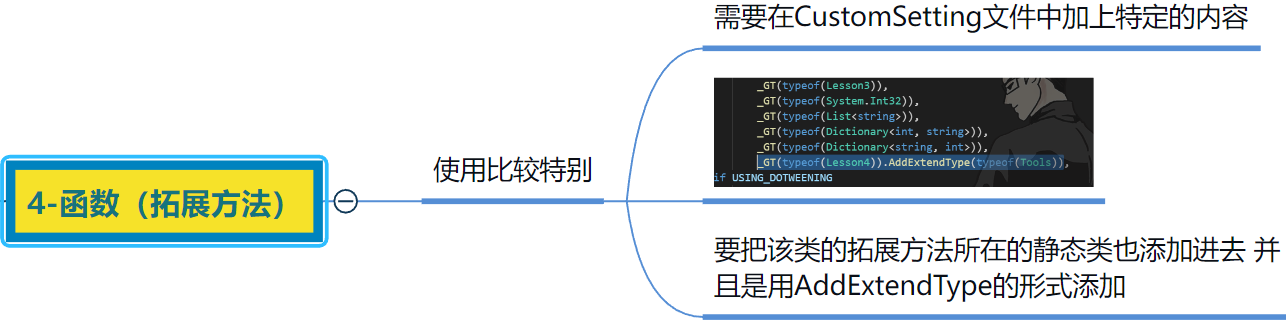 需要在CustomSetting文件中加上特定的内容
_GT(typeof(Lesson3)),
_GT(typeof(System.Int32)),
_GT(typeof(List<string>)),
_GT(typeof(Dictionary<int, string>)),
_GT(typeof(Dictionary<string, int>)),
_GT(typeof(Lesson4)).AddExtendType(typeof(Tools)),
if USING_DOTWEENING
使用比较特别
4-函数（拓展方法）
要把该类的拓展方法所在的静态类也添加进去 并
且是用AddExtendType的形式添加